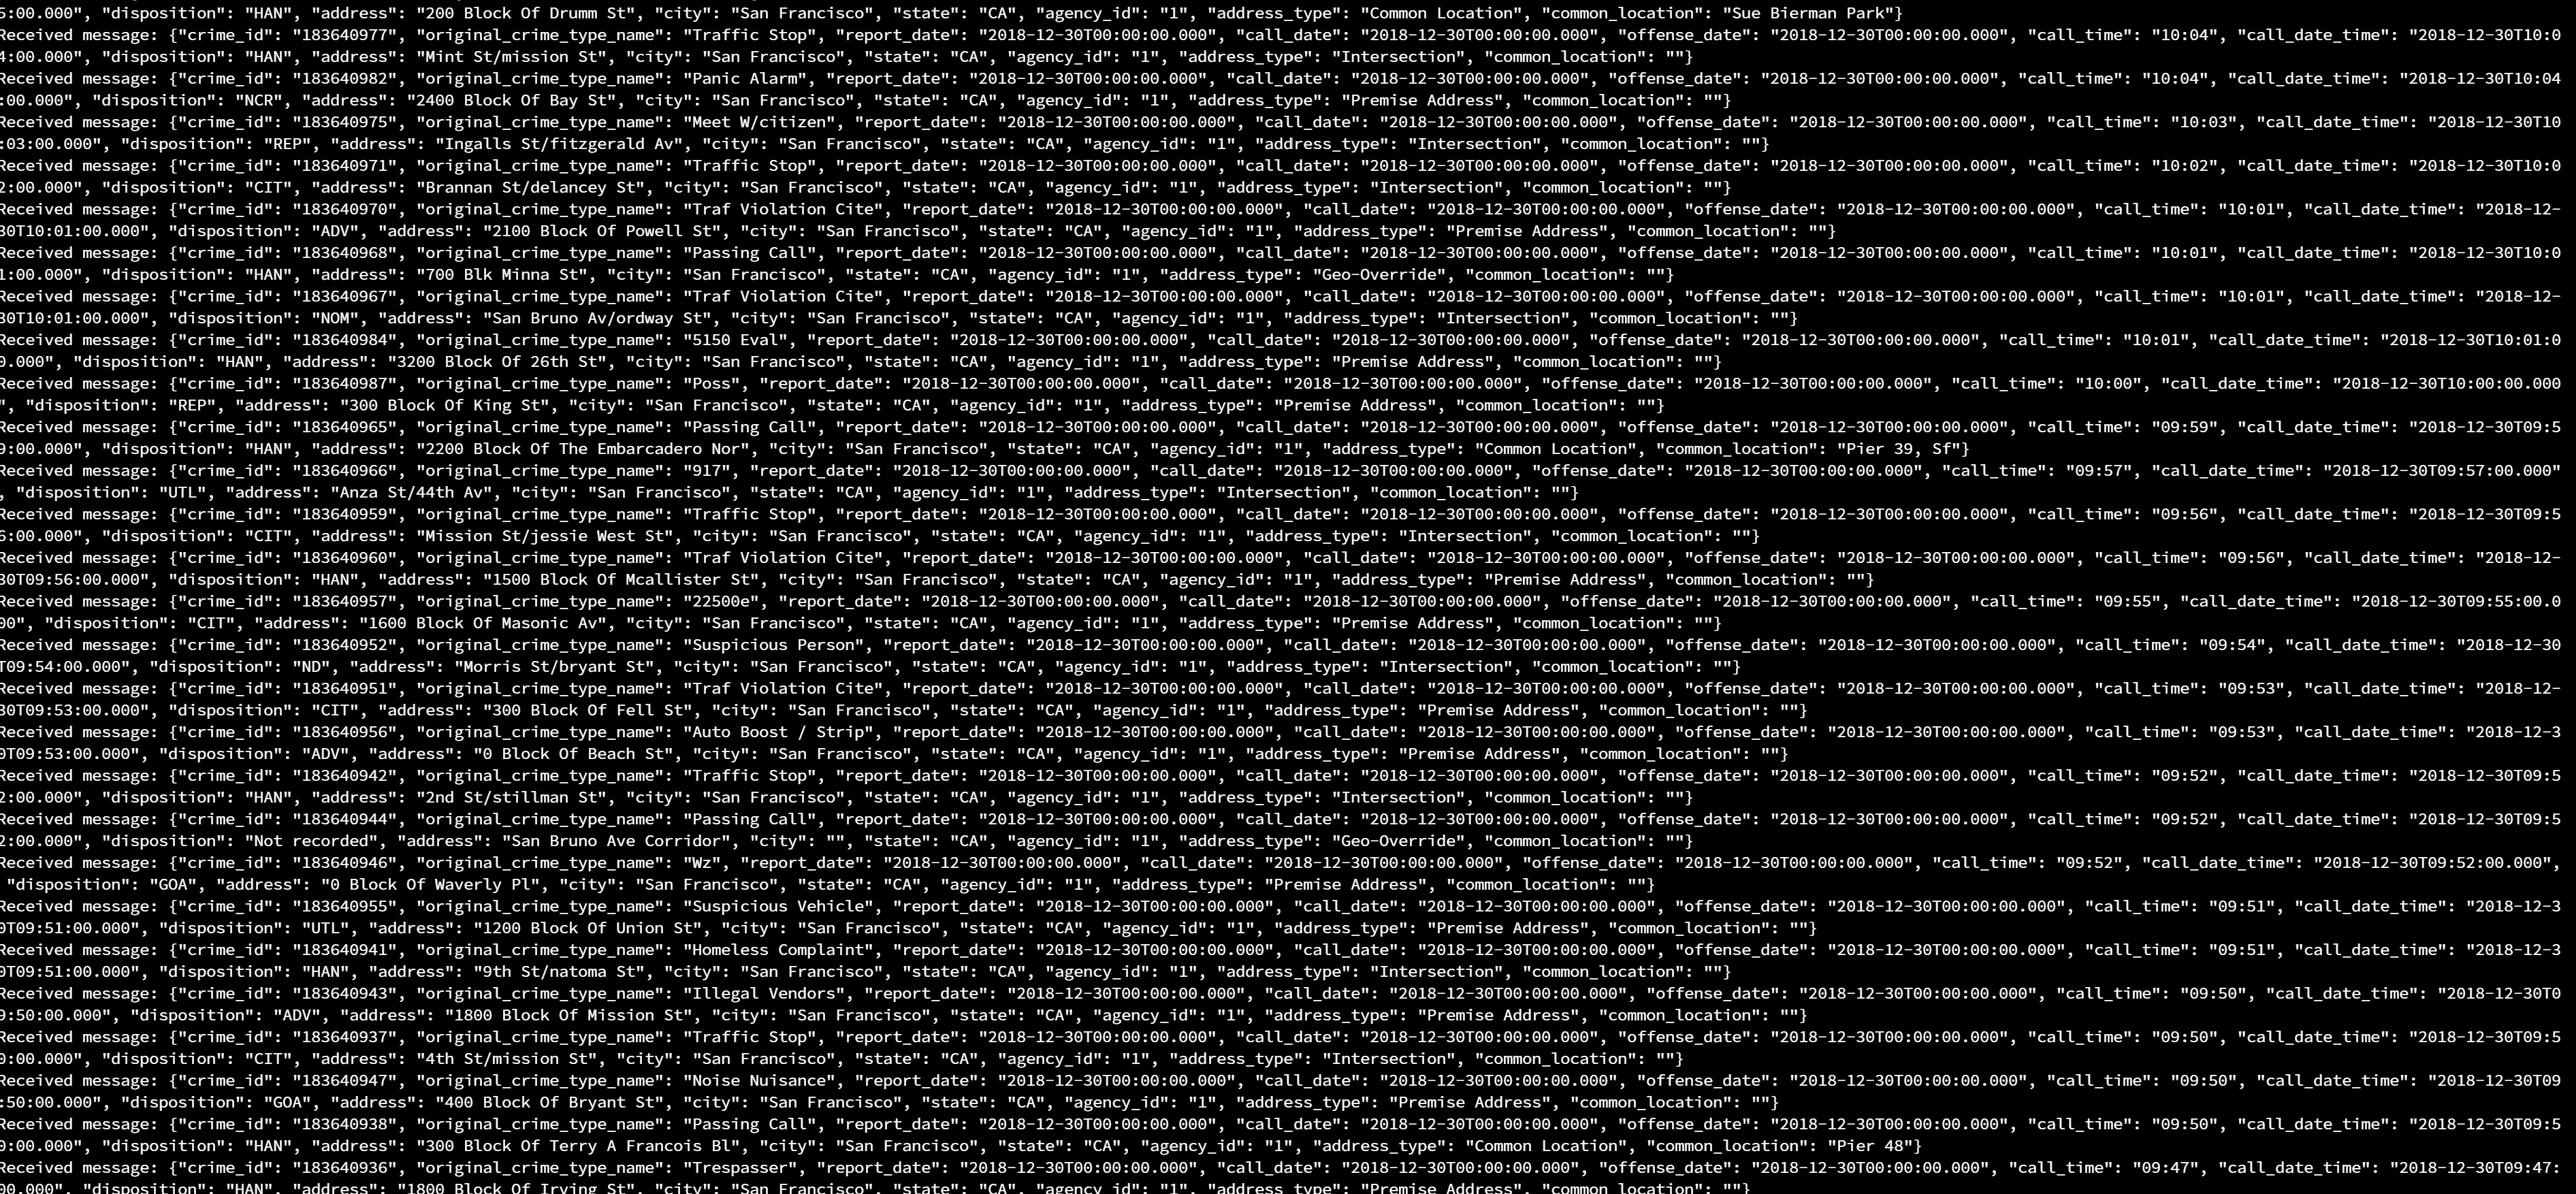 5:00.000", "disposition": "HAN", "address": "200 Block Of Drumm St", "city": "San Francisco", "state": "CA", "agency_id": "1", "address_type": "Common Location", "common_location": "Sue Bierman Park"}
Received message: {"crime_id": "183640977", "original_crime_type_name": "Traffic Stop", "report_date": "2018-12-30T00:00:00.000", "call_date": "2018-12-30T00:00:00.000", "offense_date": "2018-12-30T00:00:00.000", "call_time": "10:04", "call_date_time": "2018-12-30T10:0
4:00.000", "disposition": "HAN", "address": "Mint St/mission St", "city": "San Francisco", "state": "CA", "agency_id": "1", "address_type": "Intersection", "common_location": ""}
Received message: {"crime_id": "183640982", "original_crime_type_name": "Panic Alarm", "report_date": "2018-12-30T00:00:00.000", "call_date": "2018-12-30T00:00:00.000", "offense_date": "2018-12-30T00:00:00.000", "call_time": "10:04", "call_date_time": "2018-12-30T10:04
:00.000", "disposition": "NCR", "address": "2400 Block Of Bay St", "city": "San Francisco", "state": "CA", "agency_id": "1", "address_type": "Premise Address", "common_location": ""}
Received message: {"crime_id": "183640975", "original_crime_type_name": "Meet W/citizen", "report_date": "2018-12-30T00:00:00.000", "call_date": "2018-12-30T00:00:00.000", "offense_date": "2018-12-30T00:00:00.000", "call_time": "10:03", "call_date_time": "2018-12-30T10
:03:00.000", "disposition": "REP", "address": "Ingalls St/fitzgerald Av", "city": "San Francisco", "state": "CA", "agency_id": "1", "address_type": "Intersection", "common_location": ""}
Received message: {"crime_id": "183640971", "original_crime_type_name": "Traffic Stop", "report_date": "2018-12-30T00:00:00.000", "call_date": "2018-12-30T00:00:00.000", "offense_date": "2018-12-30T00:00:00.000", "call_time": "10:02", "call_date_time": "2018-12-30T10:0
2:00.000", "disposition": "CIT", "address": "Brannan St/delancey St", "city": "San Francisco", "state": "CA", "agency_id": "1", "address_type": "Intersection", "common_location": ""}
Received message: {"crime_id": "183640970", "original_crime_type_name": "Traf Violation Cite", "report_date": "2018-12-30T00:00:00.000", "call_date": "2018-12-30T00:00:00.000", "offense_date": "2018-12-30T00:00:00.000", "call_time": "10:01", "call_date_time": "2018-12-
30T10:01:00.000", "disposition": "ADV", "address": "2100 Block Of Powell St", "city": "San Francisco", "state": "CA", "agency_id": "1", "address_type": "Premise Address", "common_location": ""}
Received message: {"crime_id": "183640968", "original_crime_type_name": "Passing Call", "report_date": "2018-12-30T00:00:00.000", "call_date": "2018-12-30T00:00:00.000", "offense_date": "2018-12-30T00:00:00.000", "call_time": "10:01", "call_date_time": "2018-12-30T10:0
1:00.000", "disposition": "HAN", "address": "700 Blk Minna St", "city": "San Francisco", "state": "CA", "agency_id": "1", "address_type": "Geo-Override", "common_location": ""}
Received message: {"crime_id": "183640967", "original_crime_type_name": "Traf Violation Cite", "report_date": "2018-12-30T00:00:00.000", "call_date": "2018-12-30T00:00:00.000", "offense_date": "2018-12-30T00:00:00.000", "call_time": "10:01", "call_date_time": "2018-12-
30T10:01:00.000", "disposition": "NOM", "address": "San Bruno Av/ordway St", "city": "San Francisco", "state": "CA", "agency_id": "1", "address_type": "Intersection", "common_location": ""}
Received message: {"crime_id": "183640984", "original_crime_type_name": "5150 Eval", "report_date": "2018-12-30T00:00:00.000", "call_date": "2018-12-30T00:00:00.000", "offense_date": "2018-12-30T00:00:00.000", "call_time": "10:01", "call_date_time": "2018-12-30T10:01:0
0.000", "disposition": "HAN", "address": "3200 Block Of 26th St", "city": "San Francisco", "state": "CA", "agency_id": "1", "address_type": "Premise Address", "common_location": ""}
Received message: {"crime_id": "183640987", "original_crime_type_name": "Poss", "report_date": "2018-12-30T00:00:00.000", "call_date": "2018-12-30T00:00:00.000", "offense_date": "2018-12-30T00:00:00.000", "call_time": "10:00", "call_date_time": "2018-12-30T10:00:00.000
", "disposition": "REP", "address": "300 Block Of King St", "city": "San Francisco", "state": "CA", "agency_id": "1", "address_type": "Premise Address", "common_location": ""}
Received message: {"crime_id": "183640965", "original_crime_type_name": "Passing Call", "report_date": "2018-12-30T00:00:00.000", "call_date": "2018-12-30T00:00:00.000", "offense_date": "2018-12-30T00:00:00.000", "call_time": "09:59", "call_date_time": "2018-12-30T09:5
9:00.000", "disposition": "HAN", "address": "2200 Block Of The Embarcadero Nor", "city": "San Francisco", "state": "CA", "agency_id": "1", "address_type": "Common Location", "common_location": "Pier 39, Sf"}
Received message: {"crime_id": "183640966", "original_crime_type_name": "917", "report_date": "2018-12-30T00:00:00.000", "call_date": "2018-12-30T00:00:00.000", "offense_date": "2018-12-30T00:00:00.000", "call_time": "09:57", "call_date_time": "2018-12-30T09:57:00.000"
, "disposition": "UTL", "address": "Anza St/44th Av", "city": "San Francisco", "state": "CA", "agency_id": "1", "address_type": "Intersection", "common_location": ""}
Received message: {"crime_id": "183640959", "original_crime_type_name": "Traffic Stop", "report_date": "2018-12-30T00:00:00.000", "call_date": "2018-12-30T00:00:00.000", "offense_date": "2018-12-30T00:00:00.000", "call_time": "09:56", "call_date_time": "2018-12-30T09:5
6:00.000", "disposition": "CIT", "address": "Mission St/jessie West St", "city": "San Francisco", "state": "CA", "agency_id": "1", "address_type": "Intersection", "common_location": ""}
Received message: {"crime_id": "183640960", "original_crime_type_name": "Traf Violation Cite", "report_date": "2018-12-30T00:00:00.000", "call_date": "2018-12-30T00:00:00.000", "offense_date": "2018-12-30T00:00:00.000", "call_time": "09:56", "call_date_time": "2018-12-
30T09:56:00.000", "disposition": "HAN", "address": "1500 Block Of Mcallister St", "city": "San Francisco", "state": "CA", "agency_id": "1", "address_type": "Premise Address", "common_location": ""}
Received message: {"crime_id": "183640957", "original_crime_type_name": "22500e", "report_date": "2018-12-30T00:00:00.000", "call_date": "2018-12-30T00:00:00.000", "offense_date": "2018-12-30T00:00:00.000", "call_time": "09:55", "call_date_time": "2018-12-30T09:55:00.0
00", "disposition": "CIT", "address": "1600 Block Of Masonic Av", "city": "San Francisco", "state": "CA", "agency_id": "1", "address_type": "Premise Address", "common_location": ""}
Received message: {"crime_id": "183640952", "original_crime_type_name": "Suspicious Person", "report_date": "2018-12-30T00:00:00.000", "call_date": "2018-12-30T00:00:00.000", "offense_date": "2018-12-30T00:00:00.000", "call_time": "09:54", "call_date_time": "2018-12-30
T09:54:00.000", "disposition": "ND", "address": "Morris St/bryant St", "city": "San Francisco", "state": "CA", "agency_id": "1", "address_type": "Intersection", "common_location": ""}
Received message: {"crime_id": "183640951", "original_crime_type_name": "Traf Violation Cite", "report_date": "2018-12-30T00:00:00.000", "call_date": "2018-12-30T00:00:00.000", "offense_date": "2018-12-30T00:00:00.000", "call_time": "09:53", "call_date_time": "2018-12-
30T09:53:00.000", "disposition": "CIT", "address": "300 Block Of Fell St", "city": "San Francisco", "state": "CA", "agency_id": "1", "address_type": "Premise Address", "common_location": ""}
Received message: {"crime_id": "183640956", "original_crime_type_name": "Auto Boost / Strip", "report_date": "2018-12-30T00:00:00.000", "call_date": "2018-12-30T00:00:00.000", "offense_date": "2018-12-30T00:00:00.000", "call_time": "09:53", "call_date_time": "2018-12-3
0T09:53:00.000", "disposition": "ADV", "address": "0 Block Of Beach St", "city": "San Francisco", "state": "CA", "agency_id": "1", "address_type": "Premise Address", "common_location": ""}
Received message: {"crime_id": "183640942", "original_crime_type_name": "Traffic Stop", "report_date": "2018-12-30T00:00:00.000", "call_date": "2018-12-30T00:00:00.000", "offense_date": "2018-12-30T00:00:00.000", "call_time": "09:52", "call_date_time": "2018-12-30T09:5
2:00.000", "disposition": "HAN", "address": "2nd St/stillman St", "city": "San Francisco", "state": "CA", "agency_id": "1", "address_type": "Intersection", "common_location": ""}
Received message: {"crime_id": "183640944", "original_crime_type_name": "Passing Call", "report_date": "2018-12-30T00:00:00.000", "call_date": "2018-12-30T00:00:00.000", "offense_date": "2018-12-30T00:00:00.000", "call_time": "09:52", "call_date_time": "2018-12-30T09:5
2:00.000", "disposition": "Not recorded", "address": "San Bruno Ave Corridor", "city": "", "state": "CA", "agency_id": "1", "address_type": "Geo-Override", "common_location": ""}
Received message: {"crime_id": "183640946", "original_crime_type_name": "Wz", "report_date": "2018-12-30T00:00:00.000", "call_date": "2018-12-30T00:00:00.000", "offense_date": "2018-12-30T00:00:00.000", "call_time": "09:52", "call_date_time": "2018-12-30T09:52:00.000",
"disposition": "GOA", "address": "0 Block Of Waverly Pl", "city": "San Francisco", "state": "CA", "agency_id": "1", "address_type": "Premise Address", "common_location": ""}
Received message: {"crime_id": "183640955", "original_crime_type_name": "Suspicious Vehicle", "report_date": "2018-12-30T00:00:00.000", "call_date": "2018-12-30T00:00:00.000", "offense_date": "2018-12-30T00:00:00.000", "call_time": "09:51", "call_date_time": "2018-12-3
0T09:51:00.000", "disposition": "UTL", "address": "1200 Block Of Union St", "city": "San Francisco", "state": "CA", "agency_id": "1", "address_type": "Premise Address", "common_location": ""}
Received message: {"crime_id": "183640941", "original_crime_type_name": "Homeless Complaint", "report_date": "2018-12-30T00:00:00.000", "call_date": "2018-12-30T00:00:00.000", "offense_date": "2018-12-30T00:00:00.000", "call_time": "09:51", "call_date_time": "2018-12-3
0T09:51:00.000", "disposition": "HAN", "address": "9th St/natoma St", "city": "San Francisco", "state": "CA", "agency_id": "1", "address_type": "Intersection", "common_location": ""}
Received message: {"crime_id": "183640943", "original_crime_type_name": "Illegal Vendors", "report_date": "2018-12-30T00:00:00.000", "call_date": "2018-12-30T00:00:00.000", "offense_date": "2018-12-30T00:00:00.000", "call_time": "09:50", "call_date_time": "2018-12-30T0
9:50:00.000", "disposition": "ADV", "address": "1800 Block Of Mission St", "city": "San Francisco", "state": "CA", "agency_id": "1", "address_type": "Premise Address", "common_location": ""}
Received message: {"crime_id": "183640937", "original_crime_type_name": "Traffic Stop", "report_date": "2018-12-30T00:00:00.000", "call_date": "2018-12-30T00:00:00.000", "offense_date": "2018-12-30T00:00:00.000", "call_time": "09:50", "call_date_time": "2018-12-30T09:5
0:00.000", "disposition": "CIT", "address": "4th St/mission St", "city": "San Francisco", "state": "CA", "agency_id": "1", "address_type": "Intersection", "common_location": ""}
Received message: {"crime_id": "183640947", "original_crime_type_name": "Noise Nuisance", "report_date": "2018-12-30T00:00:00.000", "call_date": "2018-12-30T00:00:00.000", "offense_date": "2018-12-30T00:00:00.000", "call_time": "09:50", "call_date_time": "2018-12-30T09
:50:00.000", "disposition": "GOA", "address": "400 Block Of Bryant St", "city": "San Francisco", "state": "CA", "agency_id": "1", "address_type": "Premise Address", "common_location": ""}
Received message: {"crime_id": "183640938", "original_crime_type_name": "Passing Call", "report_date": "2018-12-30T00:00:00.000", "call_date": "2018-12-30T00:00:00.000", "offense_date": "2018-12-30T00:00:00.000", "call_time": "09:50", "call_date_time": "2018-12-30T09:5
0:00.000", "disposition": "HAN", "address": "300 Block Of Terry A Francois Bl", "city": "San Francisco", "state": "CA", "agency_id": "1", "address_type": "Common Location", "common_location": "Pier 48"}
Received message: {"crime_id": "183640936", "original_crime_type_name": "Trespasser", "report_date": "2018-12-30T00:00:00.000", "call_date": "2018-12-30T00:00:00.000", "offense_date": "2018-12-30T00:00:00.000", "call_time": "09:47", "call_date_time": "2018-12-30T09:47:
00.000", "disposition": "HAN", "address": "1800 Block Of Irving St", "city": "San Francisco", "state": "CA", "agency_id": "1", "address_type": "Premise Address", "common_location": ""}